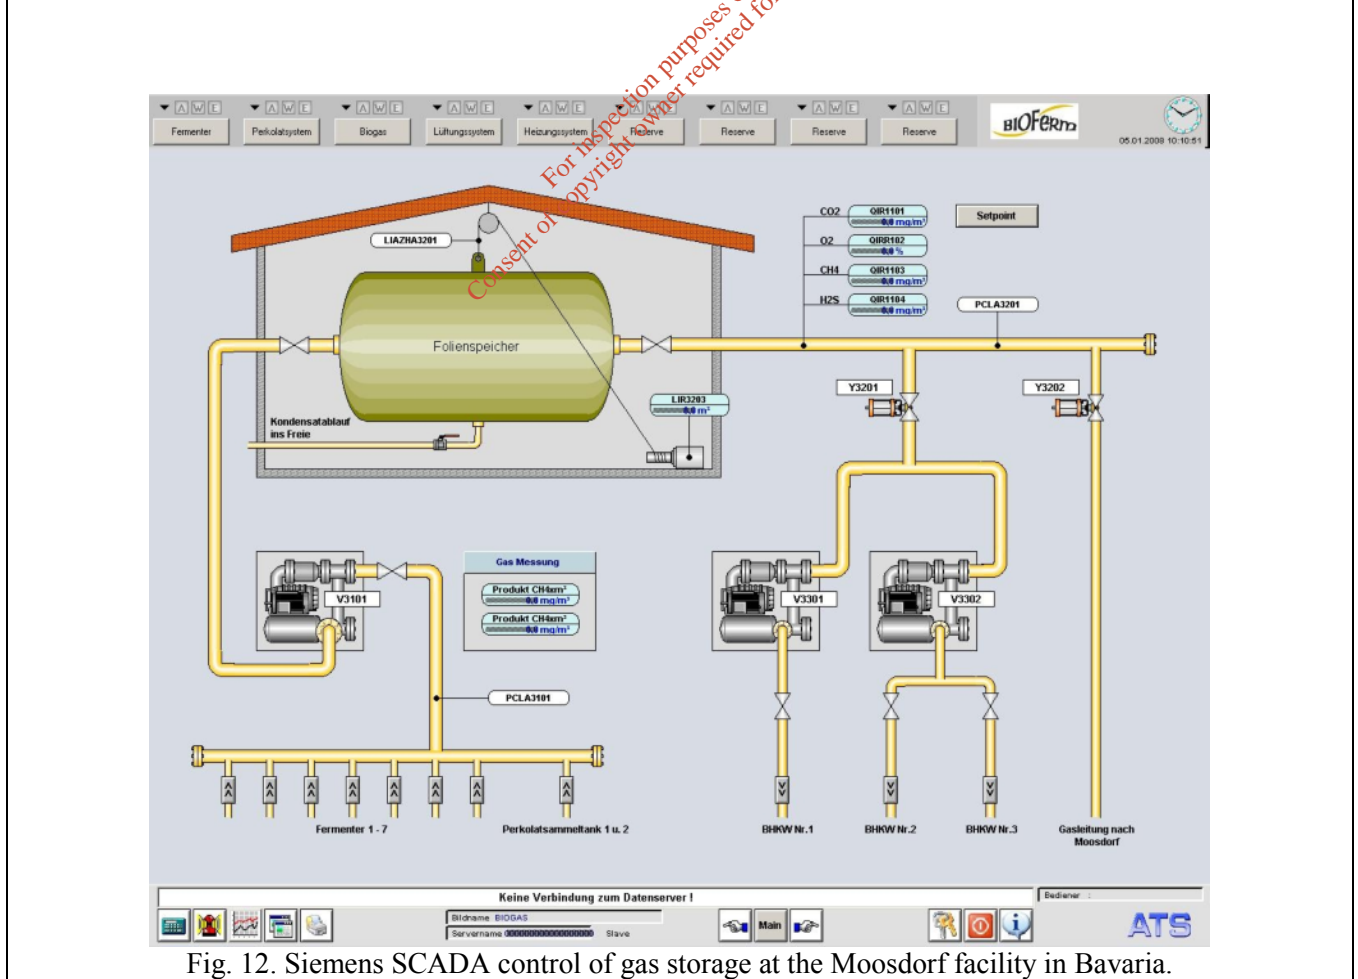 For inspection purposes
Consent of copyright owner required for
A W E A W E A W E A W E A W E A W E A W E A W E A W E
Fermenter Perkolatsystem Biogas Lüftungssystem Heizungssystem Reserve Reserve Reserve Reserve
BIOFerm
05.01.2009 10:10:51
LIAZHA3201
CO2 QIR1101
0,0 mg/m³
Setpoint
O2 QIRR102
0,0 %
CH4 QIR1103
0,0 mg/m³
H2S QIR1104
0,0 mg/m³
PCLA3201
Folienspeicher
Y3201
Y3202
LIR3203
0,0 m³
Kondensatablauf
ins Freie
Gas Messung
Produkt CH4xm³
0,0 mg/m³
Produkt CH4xm³
0,0 mg/m³
V3101
V3301
V3302
PCLA3101
Fermenter 1 - 7
Perkolatsammeltank 1 u. 2
BHKW Nr.1
BHKW Nr.2
BHKW Nr.3
Gasleitung nach
Moosdorf
Keine Verbindung zum Datenserver !
Bediener :
Bildname BIOGAS
Servername 0000000000000000 Slave
Main
ATS
Fig. 12. Siemens SCADA control of gas storage at the Moosdorf facility in Bavaria.